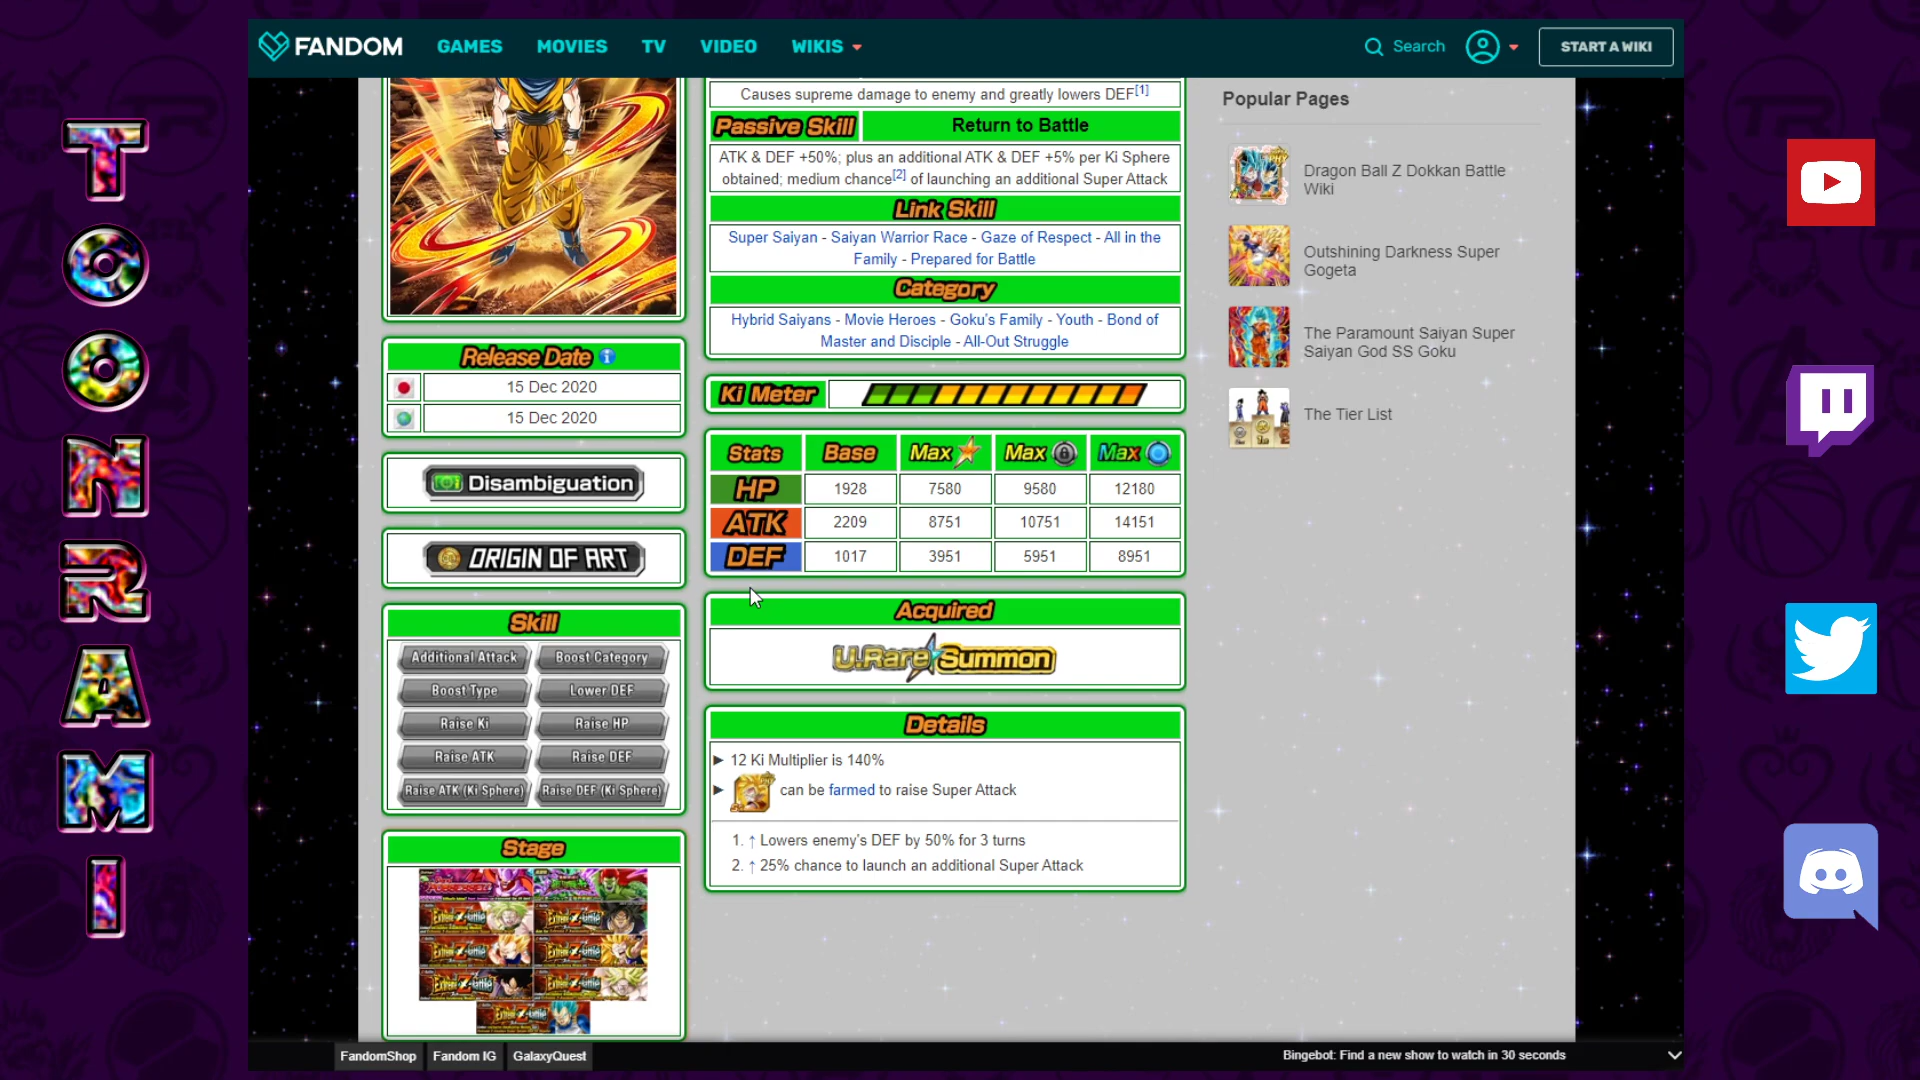 TOONRAMI
FANDOM
GAMES
MOVIES
TV
VIDEO
WIKIS
Search
START A WIKI
Causes supreme damage to enemy and greatly lowers DEF[1]
Passive Skill
Return to Battle
ATK & DEF +50%; plus an additional ATK & DEF +5% per Ki Sphere
obtained; medium chance[2] of launching an additional Super Attack
Link Skill
Super Saiyan - Saiyan Warrior Race - Gaze of Respect - All in the
Family - Prepared for Battle
Category
Hybrid Saiyans - Movie Heroes - Goku's Family - Youth - Bond of
Master and Disciple - All-Out Struggle
Ki Meter
Stats Base Max Max Max
HP 1928 7580 9580 12180
ATK 2209 8751 10751 14151
DEF 1017 3951 5951 8951
Acquired
U.Rare Summon
Details
► 12 Ki Multiplier is 140%
► can be farmed to raise Super Attack
1. ↑ Lowers enemy's DEF by 50% for 3 turns
2. ↑ 25% chance to launch an additional Super Attack
Release Date
15 Dec 2020
15 Dec 2020
Disambiguation
ORIGIN OF ART
Skill
Additional Attack
Boost Category
Boost Type
Lower DEF
Raise Ki
Raise HP
Raise ATK
Raise DEF
Raise ATK (Ki Sphere)
Raise DEF (Ki Sphere)
Stage
Popular Pages
Dragon Ball Z Dokkan Battle
Wiki
Outshining Darkness Super
Gogeta
The Paramount Saiyan Super
Saiyan God SS Goku
The Tier List
FandomShop
Fandom IG
GalaxyQuest
Bingebot: Find a new show to watch in 30 seconds